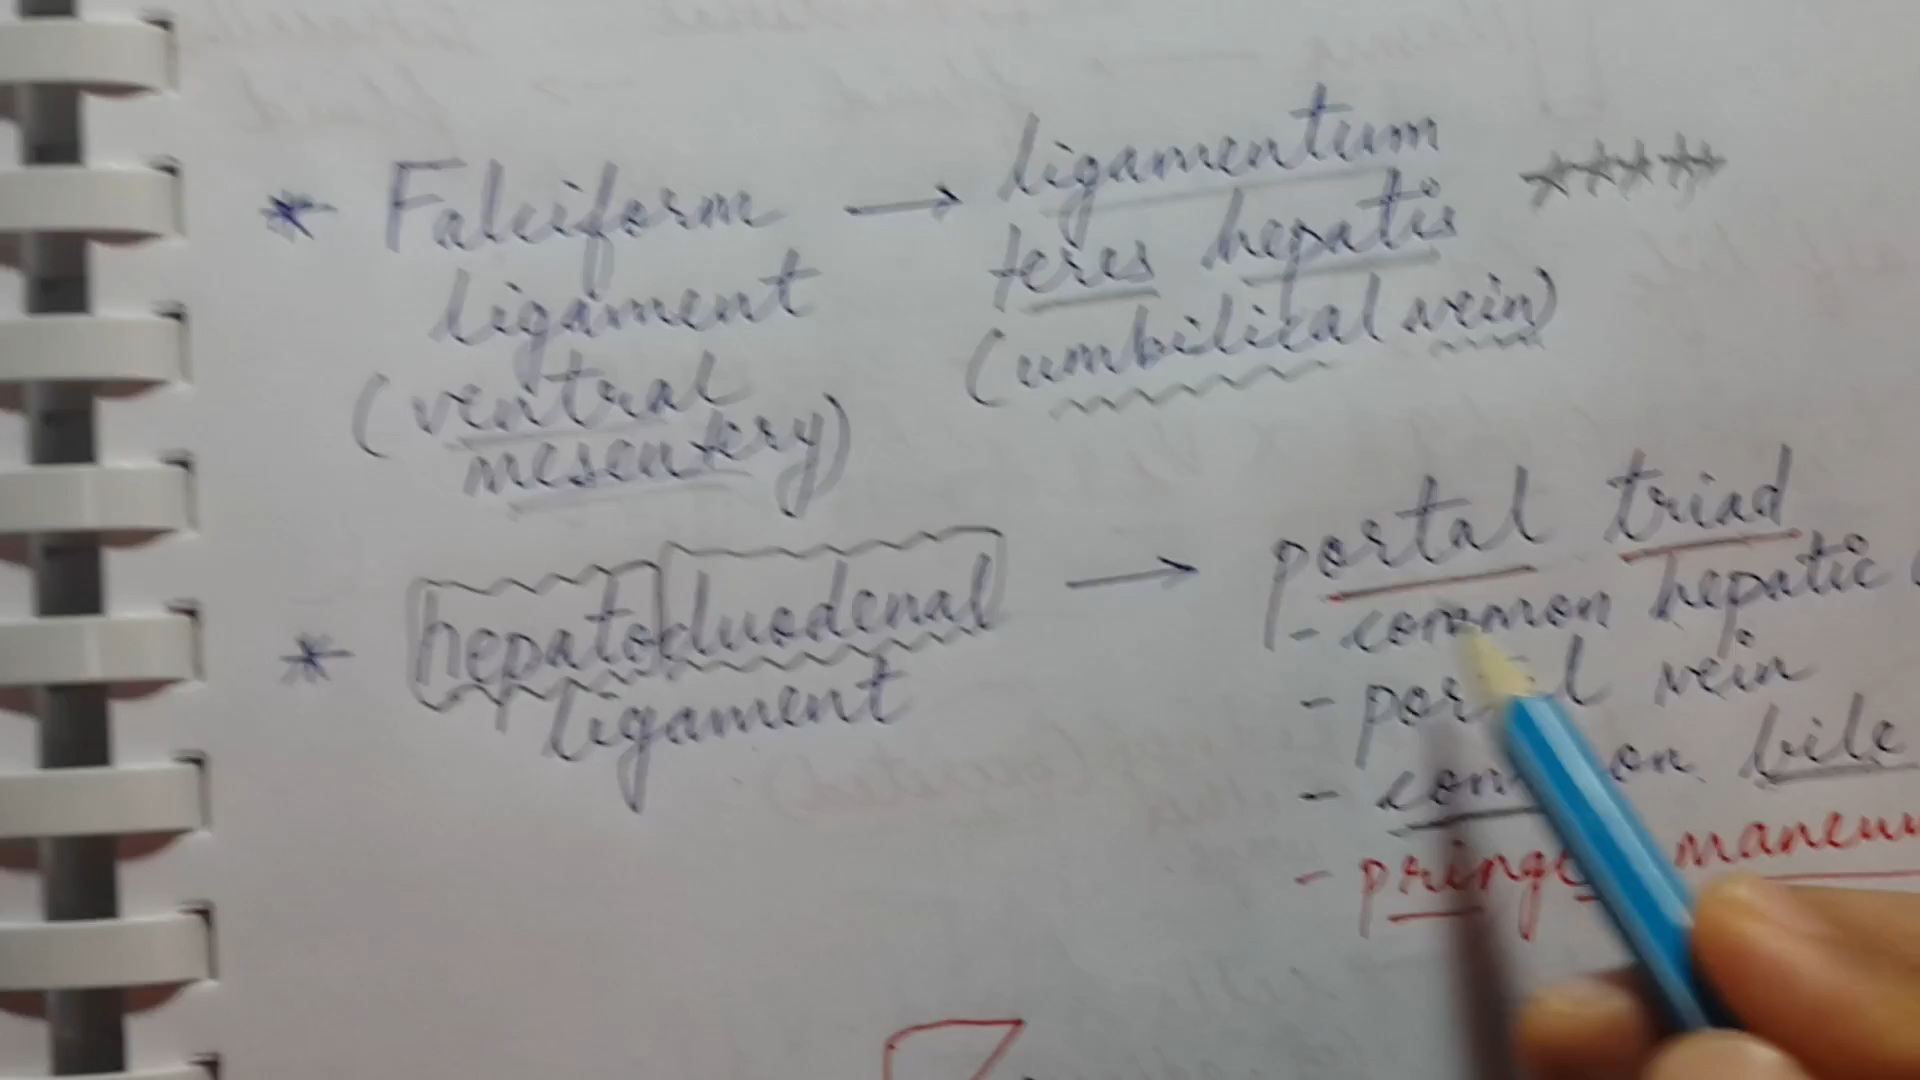 * Falciform → ligamentum *****
ligament teres hepatis
(ventral (umbilical vein)
mesentery)
* hepatoduodenal → portal triad
ligament - common hepatic
- portal vein
- common bile
- pringle maneuv